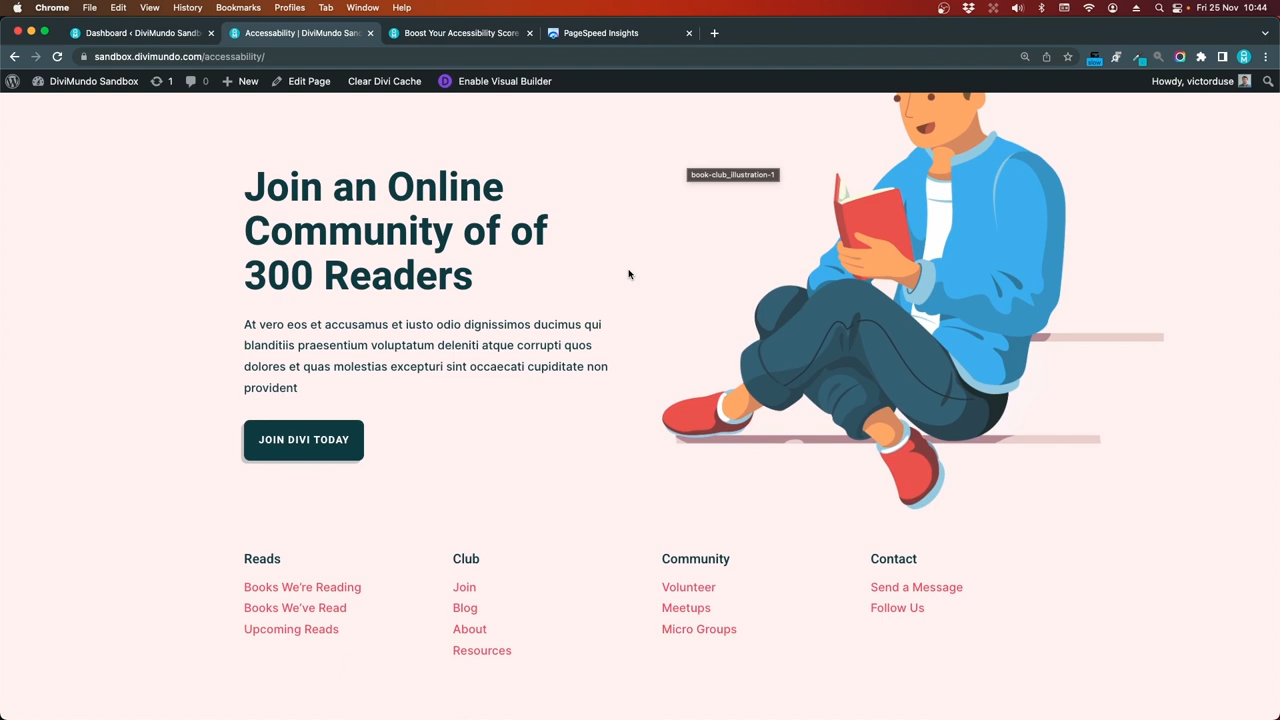 Chrome File Edit View History Bookmarks Profiles Tab Window Help Fri 25 Nov 10:44
Dashboard ‹ DiviMundo Sandb Accessability | DiviMundo San Boost Your Accessibility Score PageSpeed Insights
sandbox.divimundo.com/accessability/ slow
DiviMundo Sandbox 1 0 New Edit Page Clear Divi Cache D Enable Visual Builder Howdy, victorduse
book-club_illustration-1
Join an Online
Community of of
300 Readers
At vero eos et accusamus et iusto odio dignissimos ducimus qui
blanditiis praesentium voluptatum deleniti atque corrupti quos
dolores et quas molestias excepturi sint occaecati cupiditate non
provident
JOIN DIVI TODAY
Reads Club Community Contact
Books We're Reading Join Volunteer Send a Message
Books We've Read Blog Meetups Follow Us
Upcoming Reads About Micro Groups
Resources